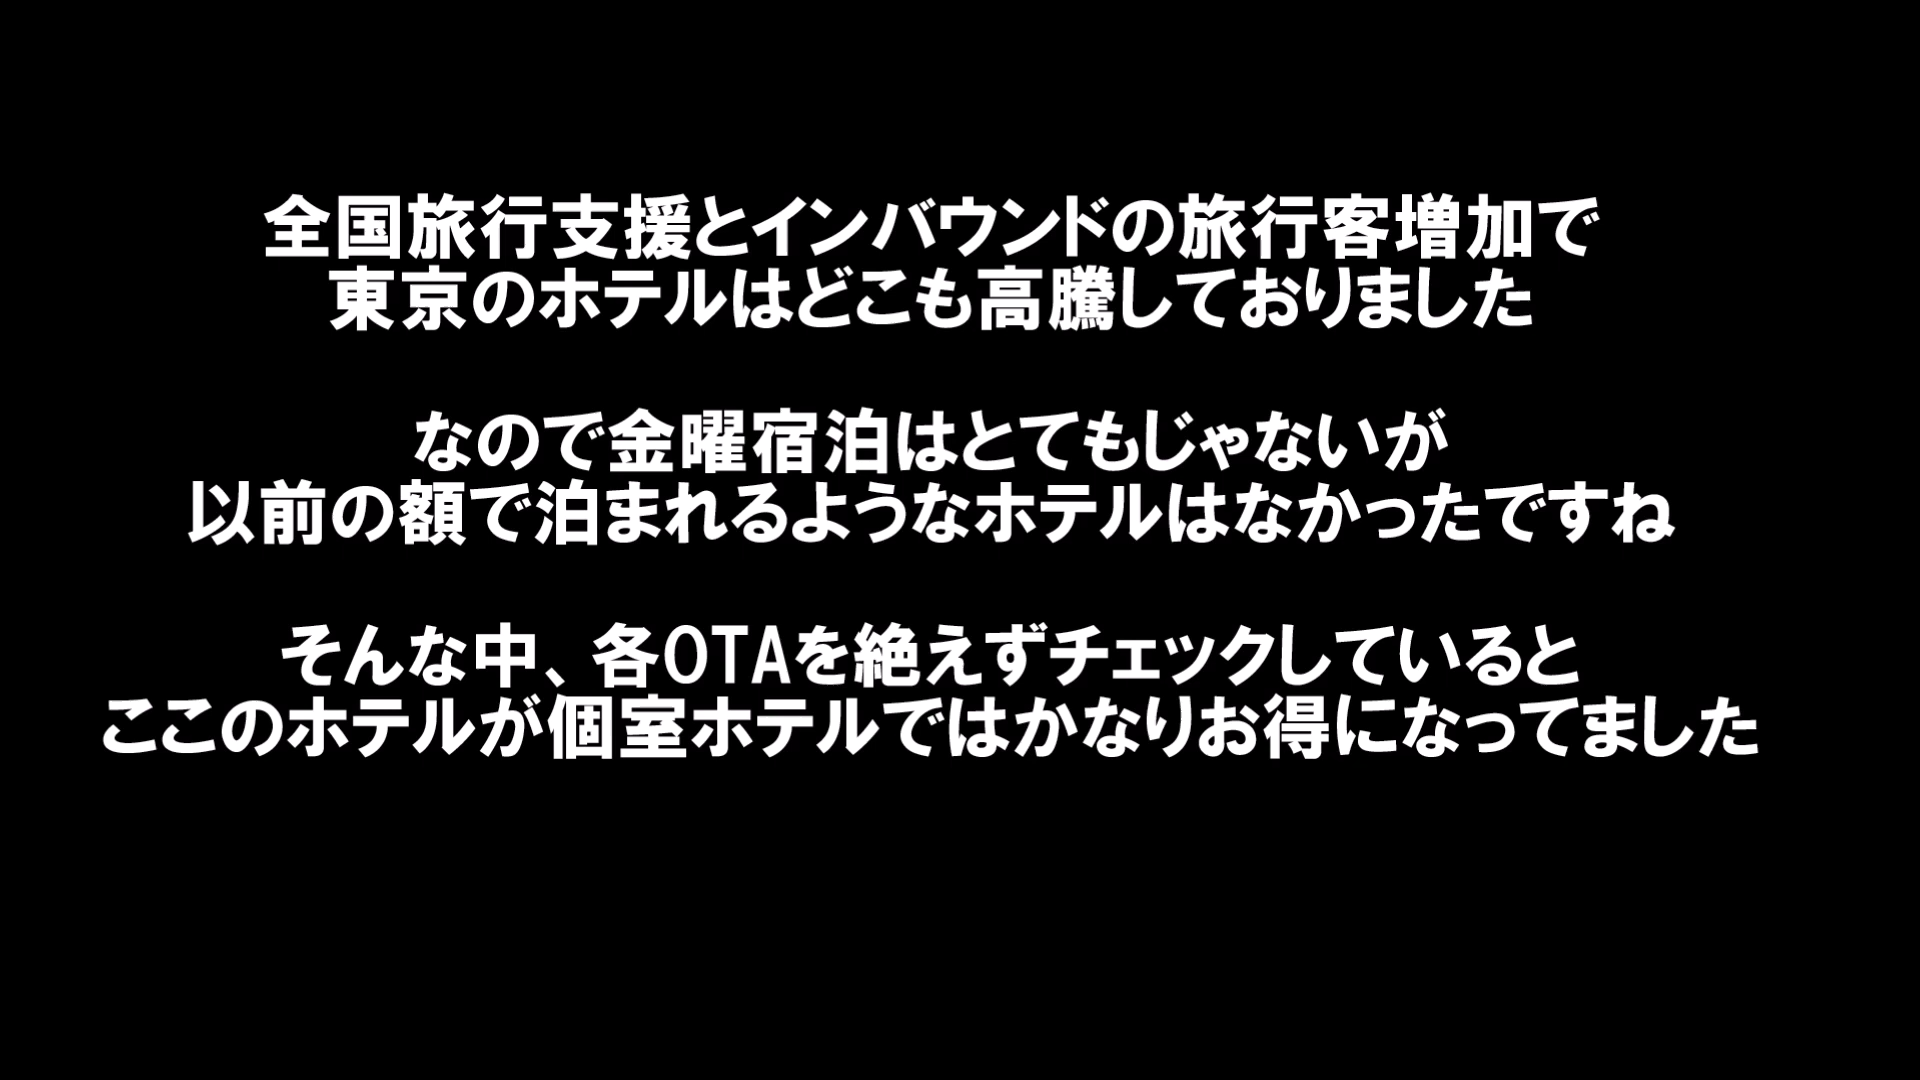 全国旅行支援とインバウンドの旅行客増加で
東京のホテルはどこも高騰しておりました
なので金曜宿泊はとてもじゃないが
以前の額で泊まれるようなホテルはなかったですね
そんな中、各OTAを絶えずチェックしていると
ここのホテルが個室ホテルではかなりお得になってました